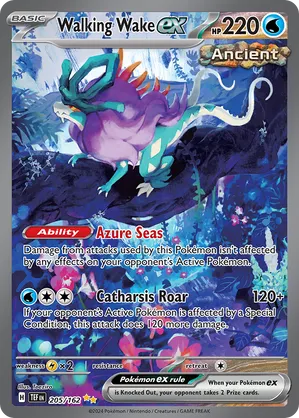 BASIC
Walking Wake ex
HP 220
Ancient
Ability Azure Seas
Damage from attacks used by this Pokémon isn't affected
by any effects on your opponent's Active Pokémon.
Catharsis Roar 120+
If your opponent's Active Pokémon is affected by a Special
Condition, this attack does 120 more damage.
weakness ×2 resistance retreat
Pokémon ex rule
When your Pokémon ex is Knocked Out, your opponent takes 2 Prize cards.
H TEF EN 205/162
©2024 Pokémon / Nintendo / Creatures / GAME FREAK